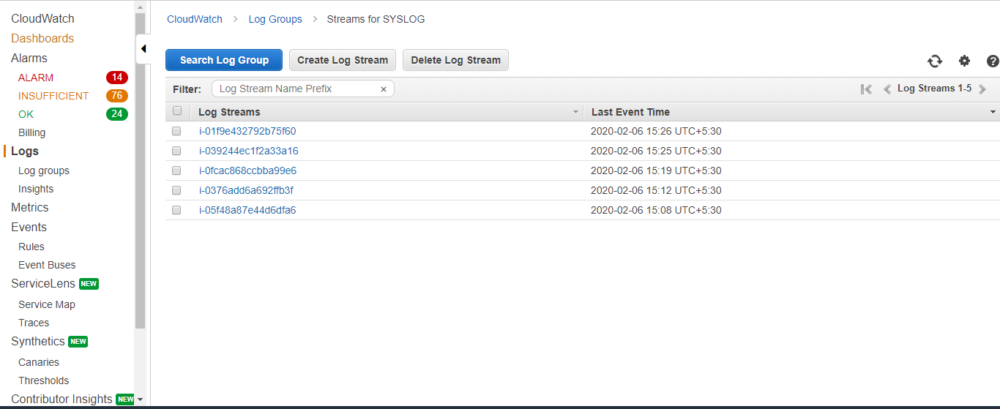 CloudWatch
Dashboards
Alarms
ALARM 14
INSUFFICIENT 76
OK 24
Billing
Logs
Log groups
Insights
Metrics
Events
Rules
Event Buses
ServiceLens NEW
Service Map
Traces
Synthetics NEW
Canaries
Thresholds
Contributor Insights NEW
CloudWatch > Log Groups > Streams for SYSLOG
Search Log Group Create Log Stream Delete Log Stream
Filter: Log Stream Name Prefix × Log Streams 1-5
Log Streams Last Event Time
i-01f9e432792b75f60 2020-02-06 15:26 UTC+5:30
i-039244ec1f2a33a16 2020-02-06 15:25 UTC+5:30
i-0fcac868ccbba99e6 2020-02-06 15:19 UTC+5:30
i-0376add6a692ffb3f 2020-02-06 15:12 UTC+5:30
i-05f48a87e44d6dfa6 2020-02-06 15:08 UTC+5:30